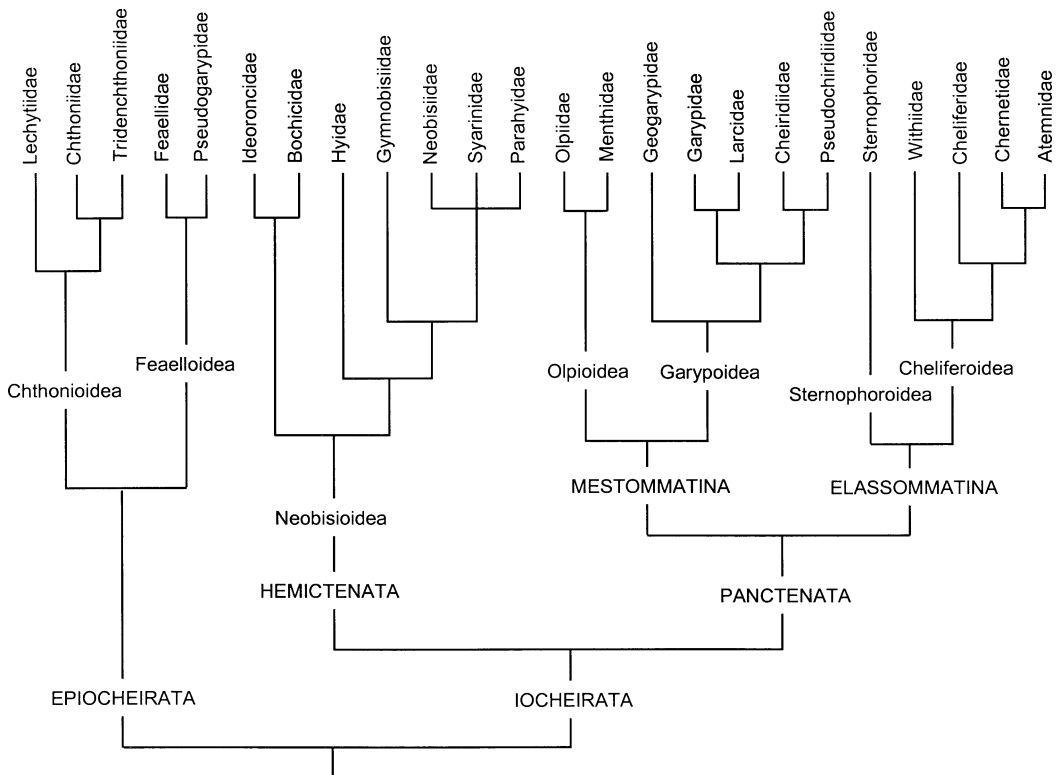 Lechytiidae
Chthoniidae
Tridenchthoniidae
Feaellidae
Pseudogarypidae
Ideoroncidae
Bochicidae
Hyidae
Gymnobisiidae
Neobisiidae
Syarinidae
Parahyidae
Olpiidae
Menthidae
Geogarypidae
Garypidae
Larcidae
Cheiridiidae
Pseudochiridiidae
Sternophoridae
Withiidae
Cheliferidae
Chernetidae
Atemnidae
Chthonioidea
Feaelloidea
Olpioidea
Garypoidea
Sternophoroidea
Cheliferoidea
MESTOMMATINA
ELASSOMMATINA
Neobisioidea
HEMICTENATA
PANCTENATA
EPIOCHEIRATA
IOCHEIRATA